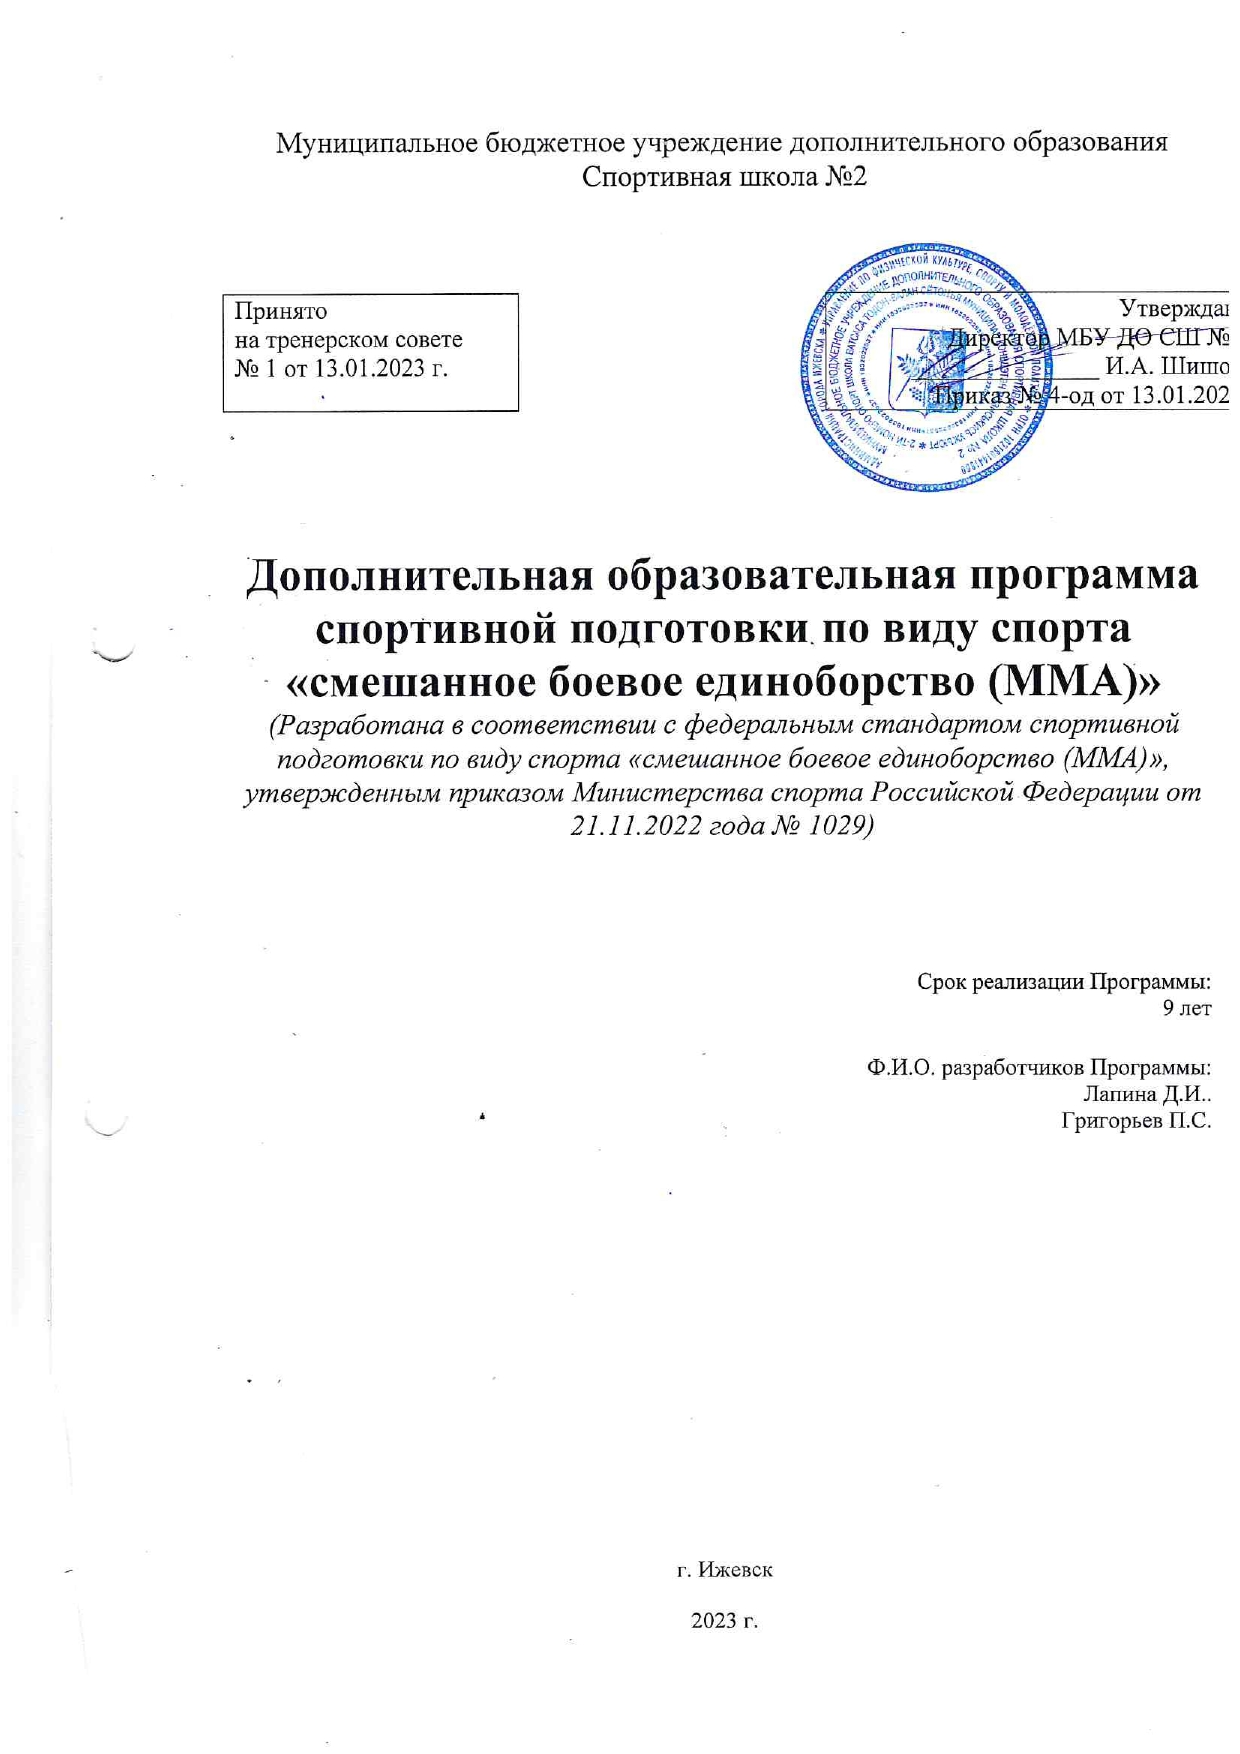 Муниципальное бюджетное учреждение дополнительного образования
Спортивная школа №2
Принято
на тренерском совете
№ 1 от 13.01.2023 г.
Утверждаю
Директор МБУ ДО СШ №
И.А. Шишо
Приказ № 4-од от 13.01.202
Дополнительная образовательная программа
спортивной подготовки по виду спорта
«смешанное боевое единоборство (ММА)»
(Разработана в соответствии с федеральным стандартом спортивной
подготовки по виду спорта «смешанное боевое единоборство (ММА)»,
утвержденным приказом Министерства спорта Российской Федерации от
21.11.2022 года № 1029)
Срок реализации Программы:
9 лет
Ф.И.О. разработчиков Программы:
Лапина Д.И..
Григорьев П.С.
г. Ижевск
2023 г.